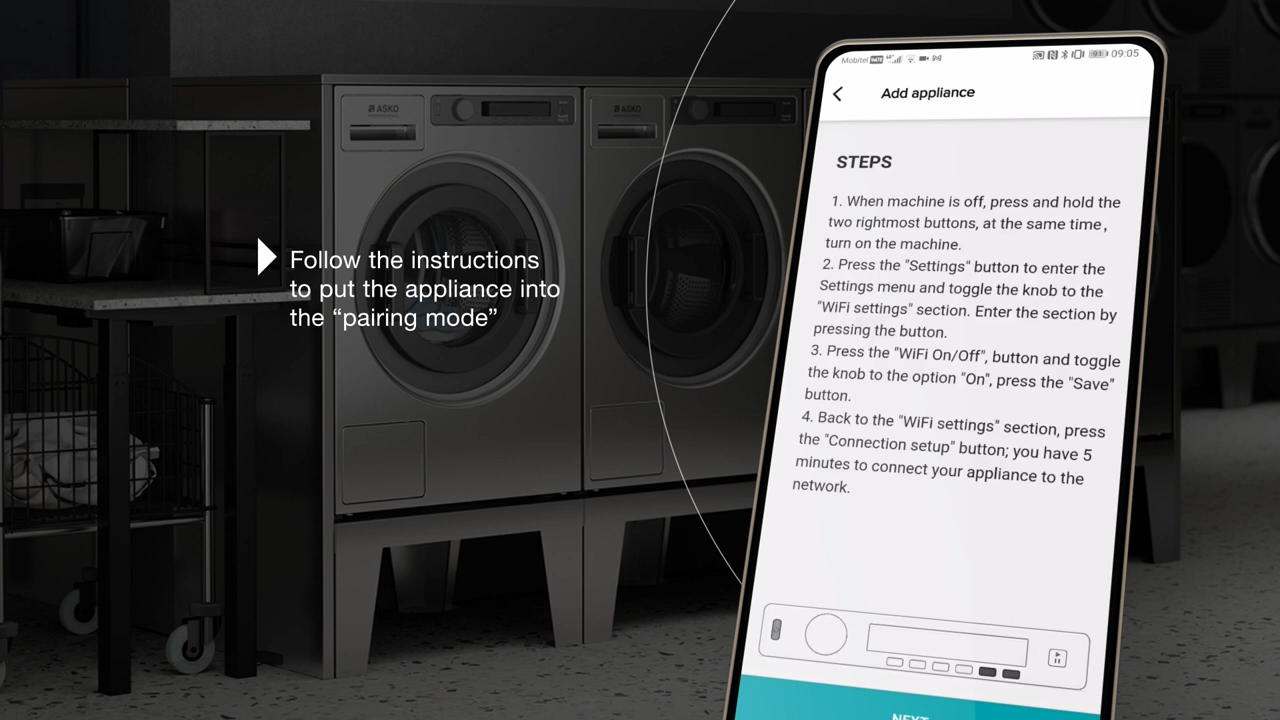 ASKO
ASKO
Follow the instructions
to put the appliance into
the “pairing mode”
Mobitel
09:05
Add appliance
STEPS
1. When machine is off, press and hold the
two rightmost buttons, at the same time,
turn on the machine.
2. Press the "Settings" button to enter the
Settings menu and toggle the knob to the
"WiFi settings" section. Enter the section by
pressing the button.
3. Press the "WiFi On/Off", button and toggle
the knob to the option "On", press the "Save"
button.
4. Back to the "WiFi settings" section, press
the "Connection setup" button; you have 5
minutes to connect your appliance to the
network.
NEXT